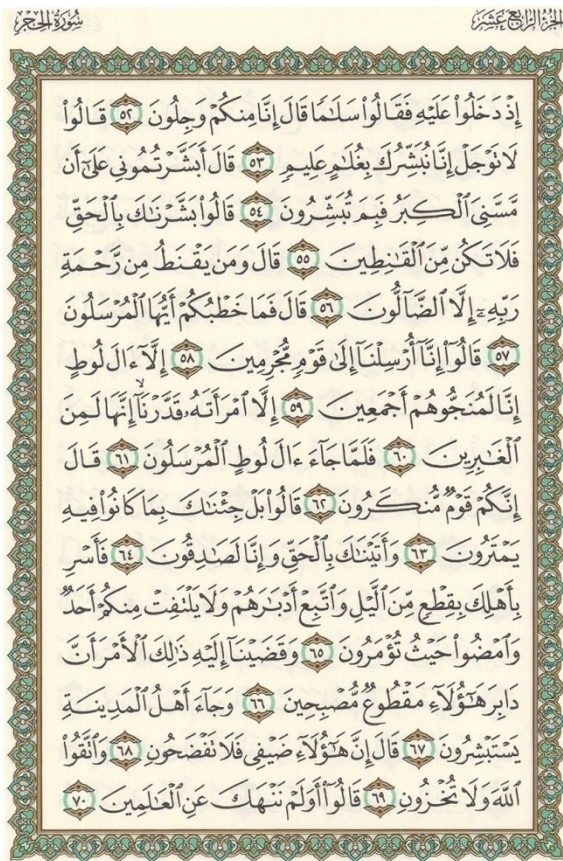 الجزء الرابع عشر
سورة الحجر
إِذْ دَخَلُوا۟ عَلَيْهِ فَقَالُوا۟ سَلَـٰمًا قَالَ إِنَّا مِنكُمْ وَجِلُونَ ٥٢ قَالُوا۟
لَا تَوْجَلْ إِنَّا نُبَشِّرُكَ بِغُلَـٰمٍ عَلِيمٍ ٥٣ قَالَ أَبَشَّرْتُمُونِى عَلَىٰٓ أَن
مَّسَّنِىَ ٱلْكِبَرُ فَبِمَ تُبَشِّرُونَ ٥٤ قَالُوا۟ بَشَّرْنَـٰكَ بِٱلْحَقِّ
فَلَا تَكُن مِّنَ ٱلْقَـٰنِطِينَ ٥٥ قَالَ وَمَن يَقْنَطُ مِن رَّحْمَةِ
رَبِّهِۦٓ إِلَّا ٱلضَّآلُّونَ ٥٦ قَالَ فَمَا خَطْبُكُمْ أَيُّهَا ٱلْمُرْسَلُونَ
٥٧ قَالُوٓا۟ إِنَّآ أُرْسِلْنَآ إِلَىٰ قَوْمٍ مُّجْرِمِينَ ٥٨ إِلَّآ ءَالَ لُوطٍ
إِنَّا لَمُنَجُّوهُمْ أَجْمَعِينَ ٥٩ إِلَّا ٱمْرَأَتَهُۥ قَدَّرْنَآ ۙ إِنَّهَا لَمِنَ
ٱلْغَـٰبِرِينَ ٦٠ فَلَمَّا جَآءَ ءَالَ لُوطٍ ٱلْمُرْسَلُونَ ٦١ قَالَ
إِنَّكُمْ قَوْمٌ مُّنكَرُونَ ٦٢ قَالُوا۟ بَلْ جِئْنَـٰكَ بِمَا كَانُوا۟ فِيهِ
يَمْتَرُونَ ٦٣ وَأَتَيْنَـٰكَ بِٱلْحَقِّ وَإِنَّا لَصَـٰدِقُونَ ٦٤ فَأَسْرِ
بِأَهْلِكَ بِقِطْعٍ مِّنَ ٱلَّيْلِ وَٱتَّبِعْ أَدْبَـٰرَهُمْ وَلَا يَلْتَفِتْ مِنكُمْ أَحَدٌ
وَٱمْضُوا۟ حَيْثُ تُؤْمَرُونَ ٦٥ وَقَضَيْنَآ إِلَيْهِ ذَٰلِكَ ٱلْأَمْرَ أَنَّ
دَابِرَ هَـٰٓؤُلَآءِ مَقْطُوعٌ مُّصْبِحِينَ ٦٦ وَجَآءَ أَهْلُ ٱلْمَدِينَةِ
يَسْتَبْشِرُونَ ٦٧ قَالَ إِنَّ هَـٰٓؤُلَآءِ ضَيْفِى فَلَا تَفْضَحُونِ ٦٨ وَٱتَّقُوا۟
ٱللَّهَ وَلَا تُخْزُونِ ٦٩ قَالُوٓا۟ أَوَلَمْ نَنْهَكَ عَنِ ٱلْعَـٰلَمِينَ ٧٠